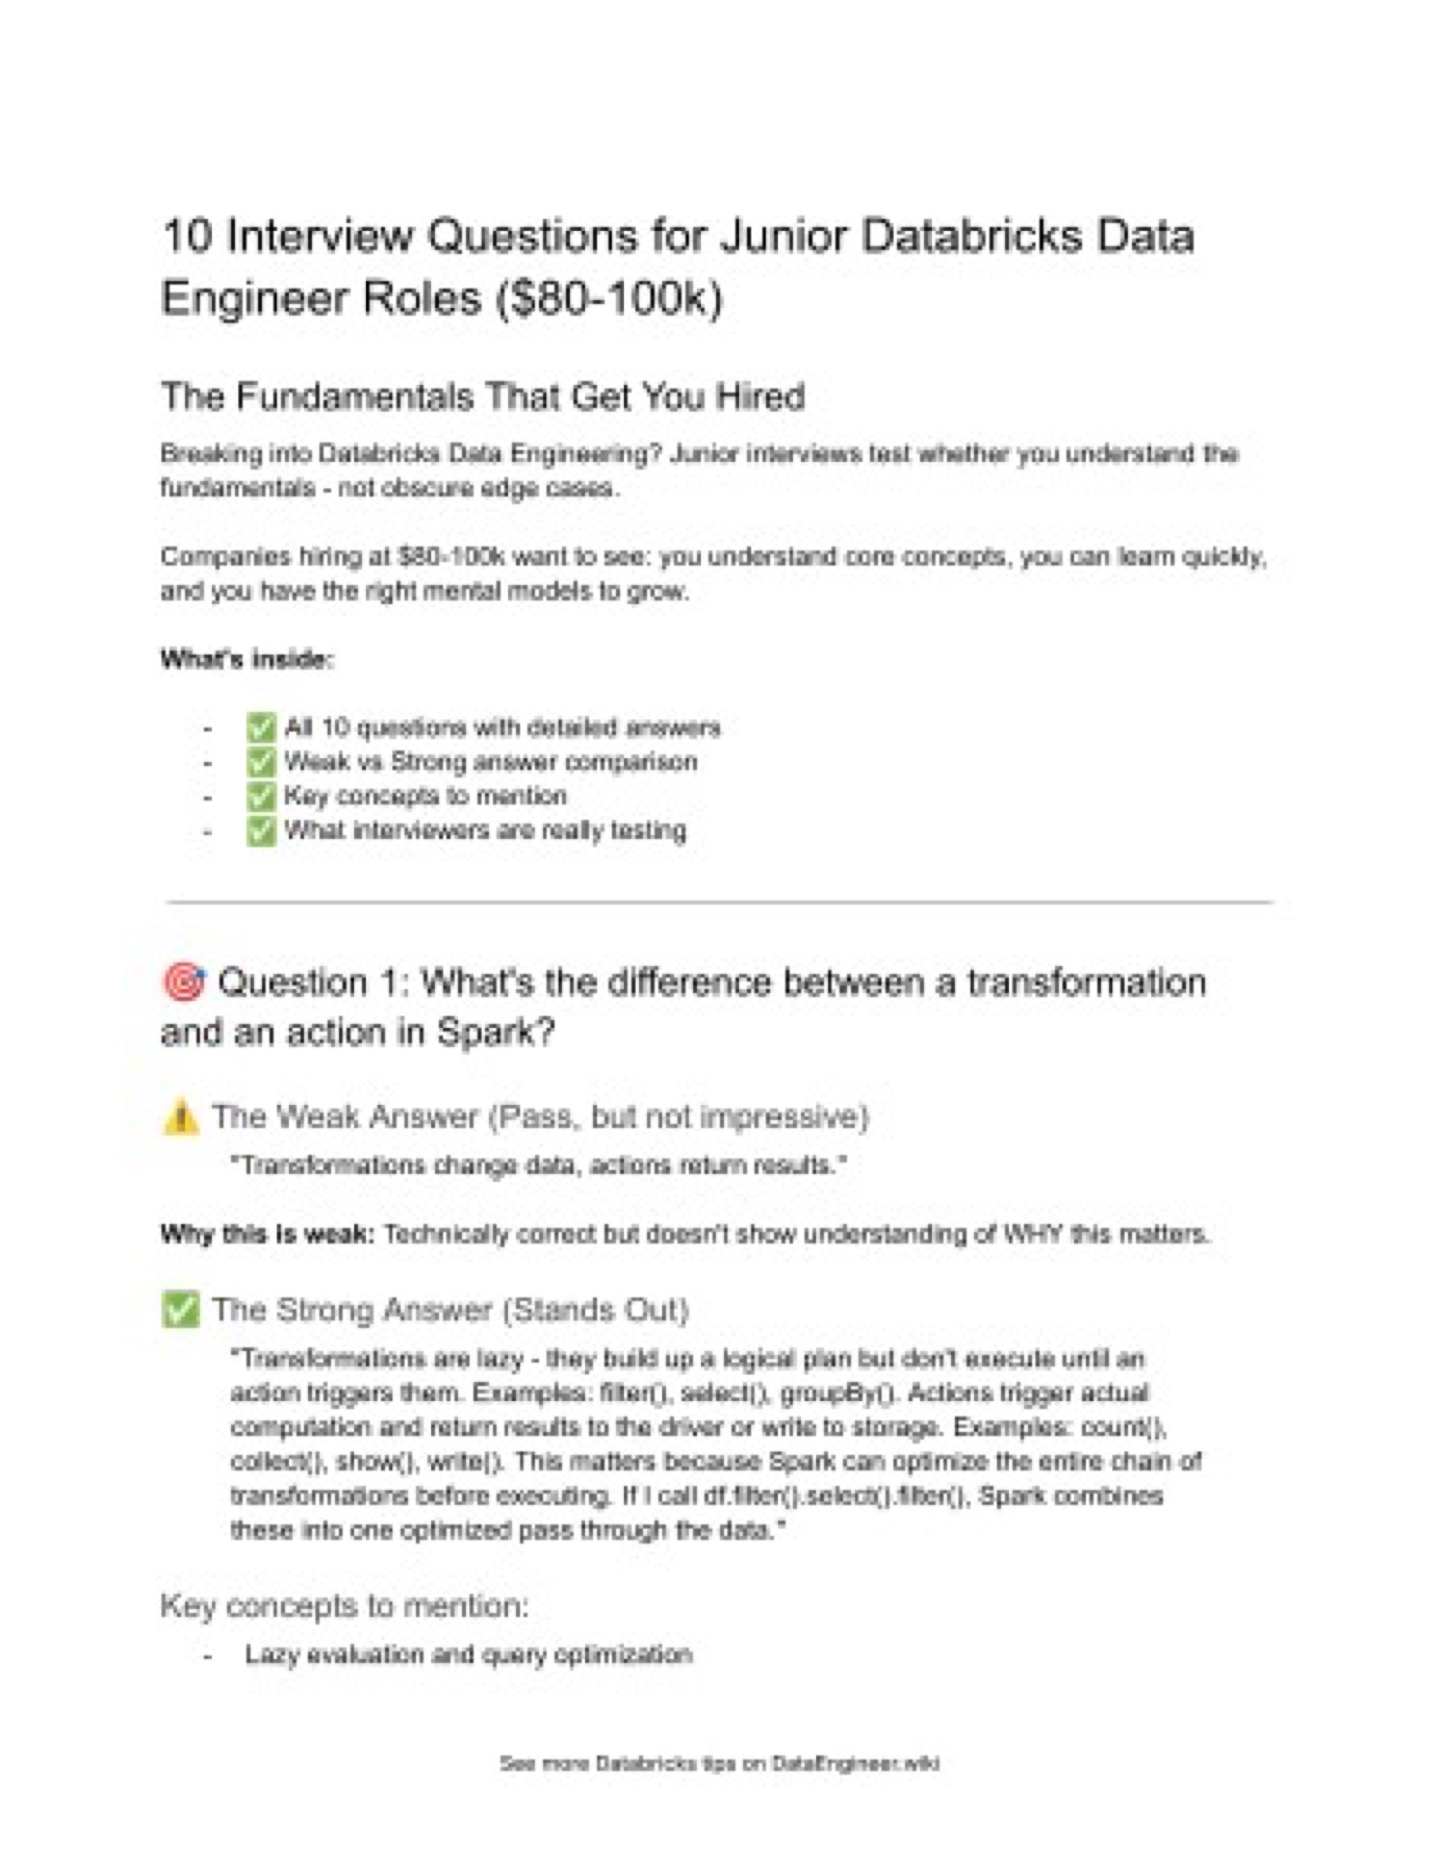 10 Interview Questions for Junior Databricks Data
Engineer Roles ($80-100k)
The Fundamentals That Get You Hired
Breaking into Databricks Data Engineering? Junior interviews test whether you understand the
fundamentals - not obscure edge cases.
Companies hiring at $80-100k want to see: you understand core concepts, you can learn quickly,
and you have the right mental models to grow.
What's inside:
- ✅ All 10 questions with detailed answers
- ✅ Weak vs Strong answer comparison
- ✅ Key concepts to mention
- ✅ What interviewers are really testing
🎯 Question 1: What's the difference between a transformation
and an action in Spark?
⚠️ The Weak Answer (Pass, but not impressive)
"Transformations change data, actions return results."
Why this is weak: Technically correct but doesn't show understanding of WHY this matters.
✅ The Strong Answer (Stands Out)
"Transformations are lazy - they build up a logical plan but don't execute until an
action triggers them. Examples: filter(), select(), groupBy(). Actions trigger actual
computation and return results to the driver or write to storage. Examples: count(),
collect(), show(), write(). This matters because Spark can optimize the entire chain of
transformations before executing. If I call df.filter().select().filter(), Spark combines
these into one optimized pass through the data."
Key concepts to mention:
- Lazy evaluation and query optimization
See more Databricks tips on DataEngineer.wiki